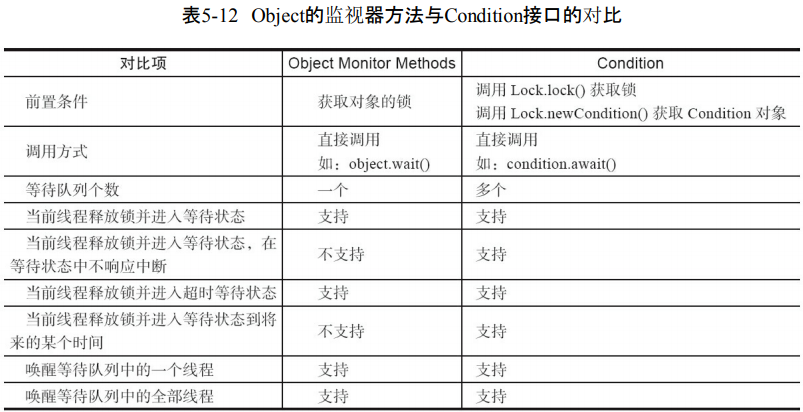 表5-12 Object的监视器方法与Condition接口的对比
对比项 Object Monitor Methods Condition
前置条件 获取对象的锁 调用 Lock.lock() 获取锁
调用 Lock.newCondition() 获取 Condition 对象
调用方式 直接调用 直接调用
如：object.wait() 如：condition.await()
等待队列个数 一个 多个
当前线程释放锁并进入等待状态 支持 支持
当前线程释放锁并进入等待状态，在
等待状态中不响应中断 不支持 支持
当前线程释放锁并进入超时等待状态 支持 支持
当前线程释放锁并进入等待状态到将
来的某个时间 不支持 支持
唤醒等待队列中的一个线程 支持 支持
唤醒等待队列中的全部线程 支持 支持